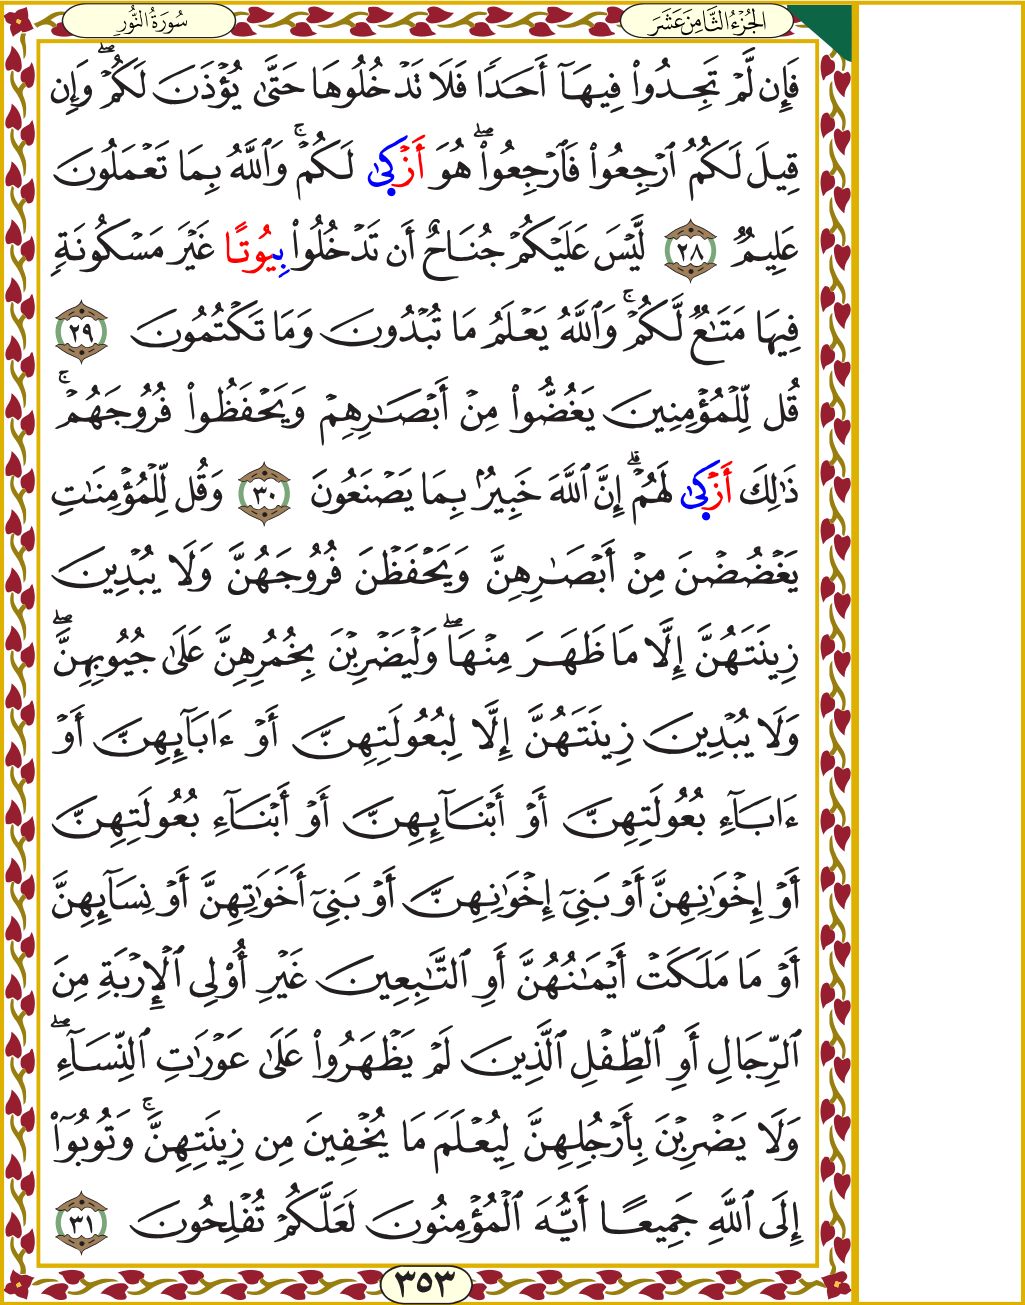 الجُزْءُ الثَّامِنَ عَشَرَ
سُورَةُ النُّورِ
فَإِن لَّمْ تَجِدُوا۟ فِيهَآ أَحَدًا فَلَا تَدْخُلُوهَا حَتَّىٰ يُؤْذَنَ لَكُمْ ۖ وَإِن
قِيلَ لَكُمُ ٱرْجِعُوا۟ فَٱرْجِعُوا۟ ۖ هُوَ أَزْكَىٰ لَكُمْ ۚ وَٱللَّهُ بِمَا تَعْمَلُونَ
عَلِيمٌ ٢٨ لَّيْسَ عَلَيْكُمْ جُنَاحٌ أَن تَدْخُلُوا۟ بِيُوتًا غَيْرَ مَسْكُونَةٍ
فِيهَا مَتَٰعٌ لَّكُمْ ۚ وَٱللَّهُ يَعْلَمُ مَا تُبْدُونَ وَمَا تَكْتُمُونَ ٢٩
قُل لِّلْمُؤْمِنِينَ يَغُضُّوا۟ مِنْ أَبْصَٰرِهِمْ وَيَحْفَظُوا۟ فُرُوجَهُمْ ۚ
ذَٰلِكَ أَزْكَىٰ لَهُمْ ۗ إِنَّ ٱللَّهَ خَبِيرٌۢ بِمَا يَصْنَعُونَ ٣٠ وَقُل لِّلْمُؤْمِنَٰتِ
يَغْضُضْنَ مِنْ أَبْصَٰرِهِنَّ وَيَحْفَظْنَ فُرُوجَهُنَّ وَلَا يُبْدِينَ
زِينَتَهُنَّ إِلَّا مَا ظَهَرَ مِنْهَا ۖ وَلْيَضْرِبْنَ بِخُمُرِهِنَّ عَلَىٰ جُيُوبِهِنَّ ۖ
وَلَا يُبْدِينَ زِينَتَهُنَّ إِلَّا لِبُعُولَتِهِنَّ أَوْ ءَابَآئِهِنَّ أَوْ
ءَابَآءِ بُعُولَتِهِنَّ أَوْ أَبْنَآئِهِنَّ أَوْ أَبْنَآءِ بُعُولَتِهِنَّ
أَوْ إِخْوَٰنِهِنَّ أَوْ بَنِىٓ إِخْوَٰنِهِنَّ أَوْ بَنِىٓ أَخَوَٰتِهِنَّ أَوْ نِسَآئِهِنَّ
أَوْ مَا مَلَكَتْ أَيْمَٰنُهُنَّ أَوِ ٱلتَّٰبِعِينَ غَيْرِ أُو۟لِى ٱلْإِرْبَةِ مِنَ
ٱلرِّجَالِ أَوِ ٱلطِّفْلِ ٱلَّذِينَ لَمْ يَظْهَرُوا۟ عَلَىٰ عَوْرَٰتِ ٱلنِّسَآءِ ۖ
وَلَا يَضْرِبْنَ بِأَرْجُلِهِنَّ لِيُعْلَمَ مَا يُخْفِينَ مِن زِينَتِهِنَّ ۚ وَتُوبُوٓا۟
إِلَى ٱللَّهِ جَمِيعًا أَيُّهَ ٱلْمُؤْمِنُونَ لَعَلَّكُمْ تُفْلِحُونَ ٣١
٣٥٣